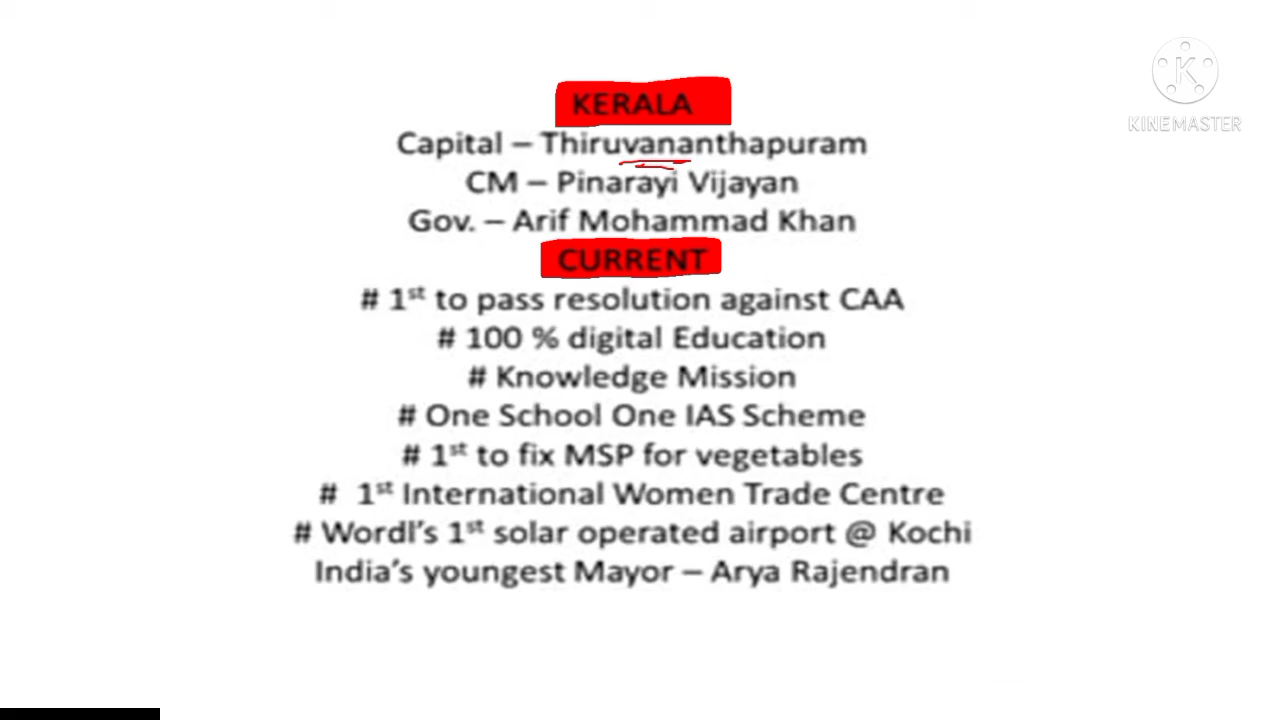 KINEMASTER
KERALA
Capital – Thiruvananthapuram
CM – Pinarayi Vijayan
Gov. – Arif Mohammad Khan
CURRENT
# 1st to pass resolution against CAA
# 100 % digital Education
# Knowledge Mission
# One School One IAS Scheme
# 1st to fix MSP for vegetables
# 1st International Women Trade Centre
# Wordl's 1st solar operated airport @ Kochi
India's youngest Mayor – Arya Rajendran